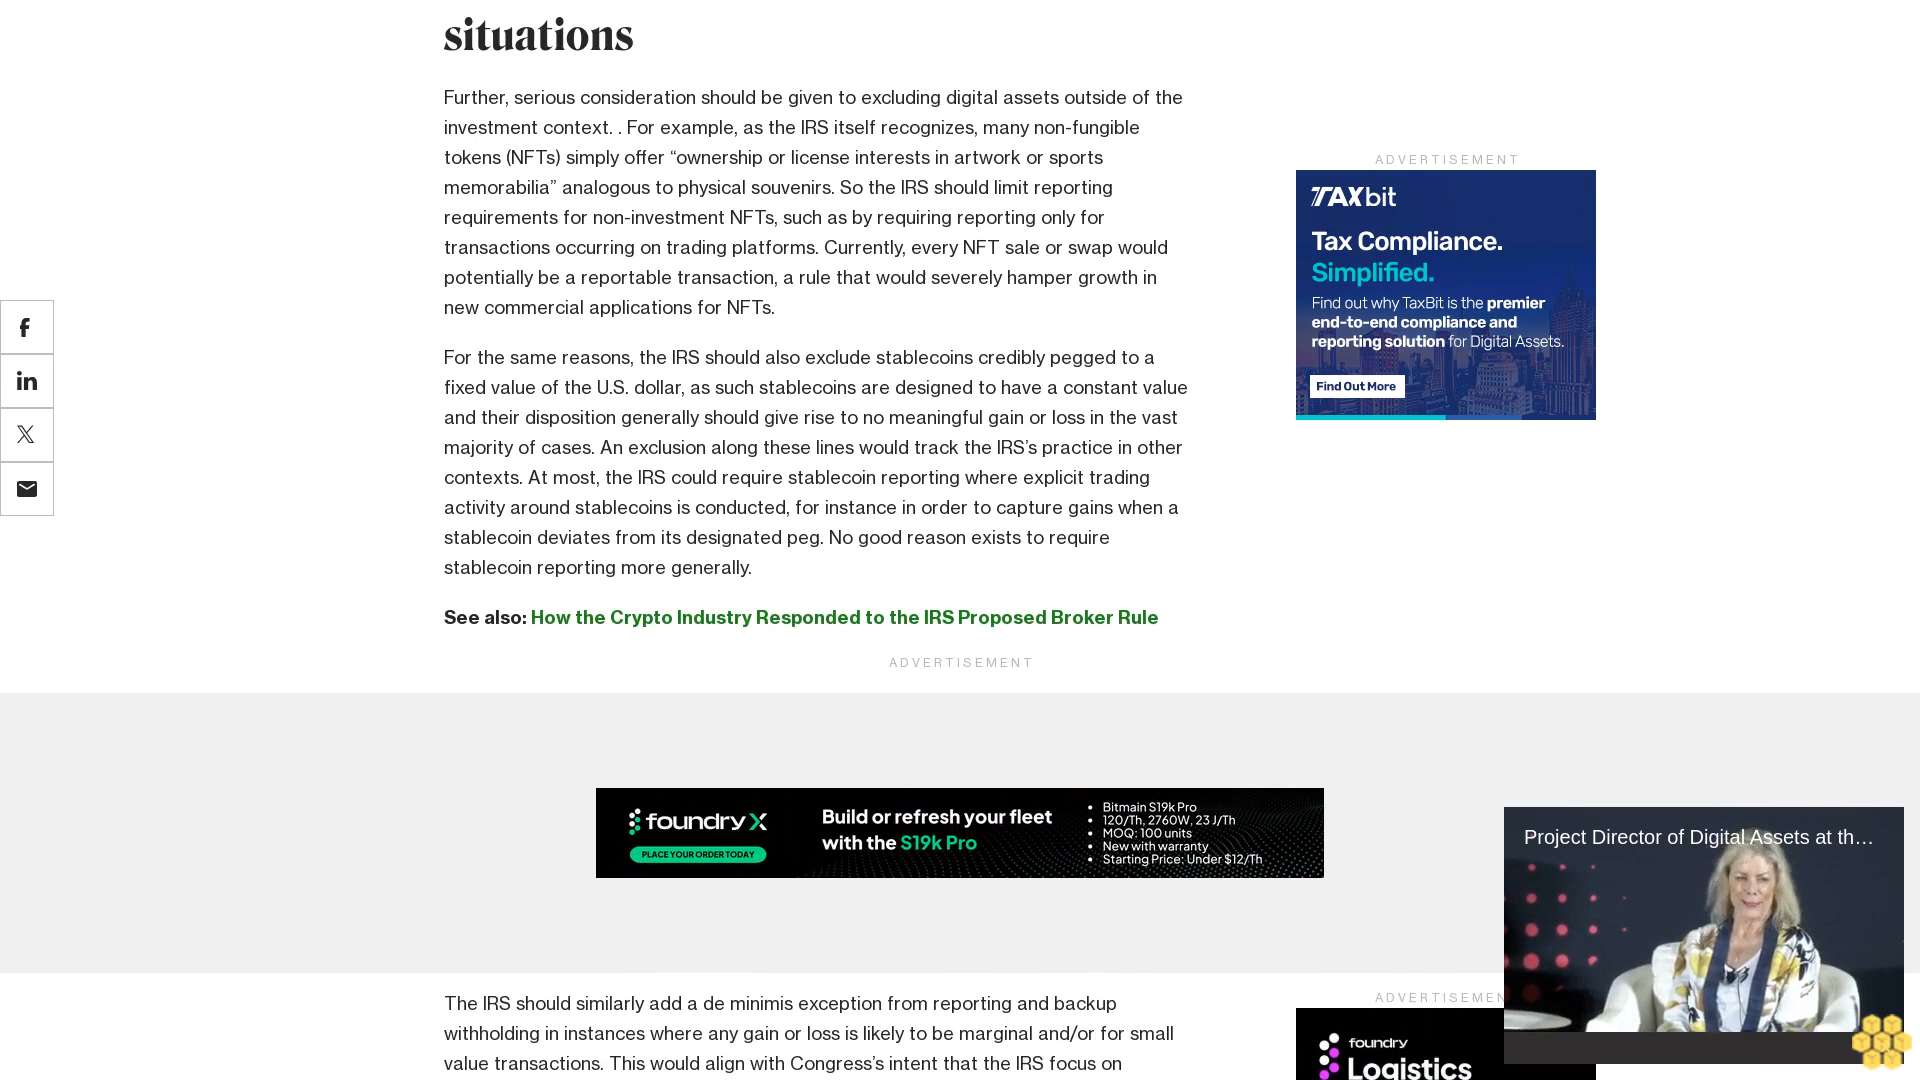 situations
Further, serious consideration should be given to excluding digital assets outside of the
investment context. . For example, as the IRS itself recognizes, many non-fungible
tokens (NFTs) simply offer “ownership or license interests in artwork or sports
memorabilia” analogous to physical souvenirs. So the IRS should limit reporting
requirements for non-investment NFTs, such as by requiring reporting only for
transactions occurring on trading platforms. Currently, every NFT sale or swap would
potentially be a reportable transaction, a rule that would severely hamper growth in
new commercial applications for NFTs.
For the same reasons, the IRS should also exclude stablecoins credibly pegged to a
fixed value of the U.S. dollar, as such stablecoins are designed to have a constant value
and their disposition generally should give rise to no meaningful gain or loss in the vast
majority of cases. An exclusion along these lines would track the IRS’s practice in other
contexts. At most, the IRS could require stablecoin reporting where explicit trading
activity around stablecoins is conducted, for instance in order to capture gains when a
stablecoin deviates from its designated peg. No good reason exists to require
stablecoin reporting more generally.
See also: How the Crypto Industry Responded to the IRS Proposed Broker Rule
ADVERTISEMENT
TAXbit
Tax Compliance.
Simplified.
Find out why TaxBit is the premier
end-to-end compliance and
reporting solution for Digital Assets.
Find Out More
ADVERTISEMENT
foundry X
PLACE YOUR ORDER TODAY
Build or refresh your fleet
with the S19k Pro
• Bitmain S19k Pro
• 120/Th, 2760W, 23 J/Th
• MOQ: 100 units
• New with warranty
• Starting Price: Under $12/Th
Project Director of Digital Assets at th…
The IRS should similarly add a de minimis exception from reporting and backup
withholding in instances where any gain or loss is likely to be marginal and/or for small
value transactions. This would align with Congress’s intent that the IRS focus on
ADVERTISEMEN
foundry
Logistics